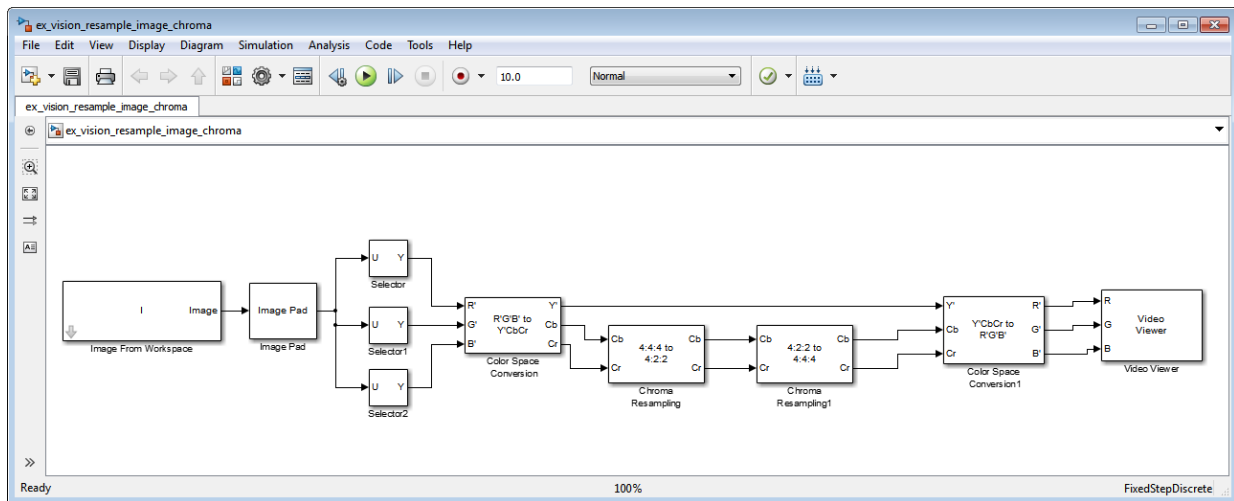 ex_vision_resample_image_chroma
File Edit View Display Diagram Simulation Analysis Code Tools Help
10.0 Normal
ex_vision_resample_image_chroma
ex_vision_resample_image_chroma
I Image
Image From Workspace
Image Pad
Image Pad
U Y
Selector
U Y
Selector1
U Y
Selector2
R' Y'
R'G'B' to
G' Cb
Y'CbCr
B' Cr
Color Space
Conversion
Cb Cb
4:4:4 to
4:2:2
Cr Cr
Chroma
Resampling
Cb Cb
4:2:2 to
4:4:4
Cr Cr
Chroma
Resampling1
Y' R'
Y'CbCr to
Cb G'
R'G'B'
Cr B'
Color Space
Conversion1
R
Video
G Viewer
B
Video Viewer
Ready 100% FixedStepDiscrete